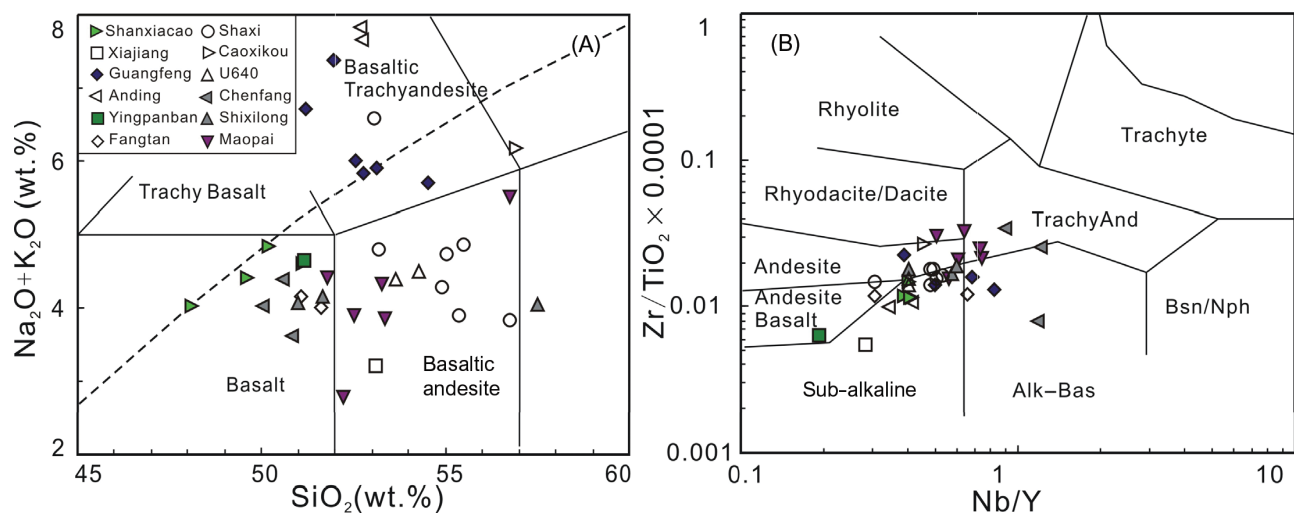 8
6
4
2
Na₂O+K₂O (wt.%)
45
50
55
60
SiO₂(wt.%)
(A)
Shanxiacao
Shaxi
Xiajiang
Caoxikou
Guangfeng
U640
Anding
Chenfang
Yingpanban
Shixilong
Fangtan
Maopai
Basaltic
Trachyandesite
Trachy Basalt
Basalt
Basaltic
andesite
1
0.1
0.01
0.001
Zr/TiO₂ × 0.0001
0.1
1
10
Nb/Y
(B)
Rhyolite
Trachyte
Rhyodacite/Dacite
TrachyAnd
Andesite
Andesite
Basalt
Bsn/Nph
Sub–alkaline
Alk–Bas